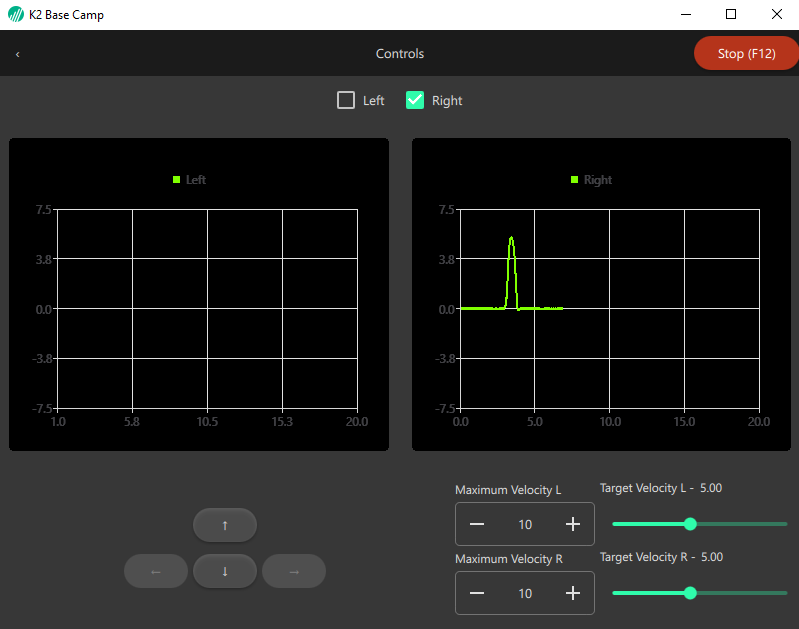 K2 Base Camp
‹ Controls Stop (F12)
Left Right
Left
7.5
3.8
0.0
-3.8
-7.5
1.0 5.8 10.5 15.3 20.0
Right
7.5
3.8
0.0
-3.8
-7.5
0.0 5.0 10.0 15.0 20.0
↑
← ↓ →
Maximum Velocity L Target Velocity L - 5.00
− 10 +
Maximum Velocity R Target Velocity R - 5.00
− 10 +